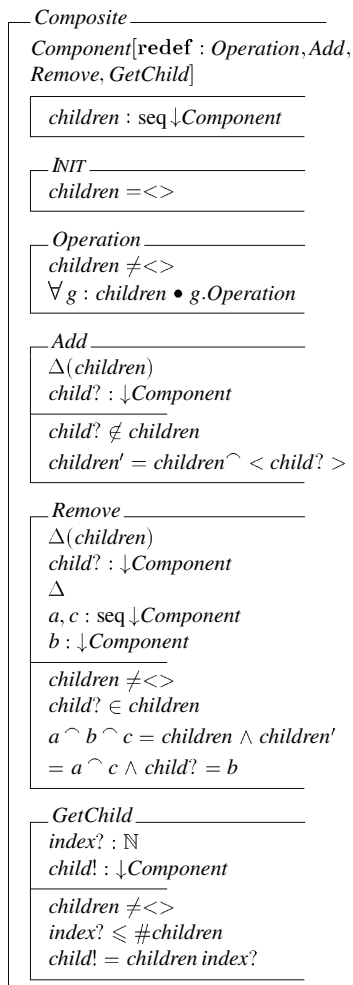 Composite
Component[redef : Operation, Add,
Remove, GetChild]
children : seq ↓Component
INIT
children =<>
Operation
children ≠<>
∀ g : children • g.Operation
Add
Δ(children)
child? : ↓Component
child? ∉ children
children′ = children⌢ < child? >
Remove
Δ(children)
child? : ↓Component
Δ
a, c : seq ↓Component
b : ↓Component
children ≠<>
child? ∈ children
a ⌢ b ⌢ c = children ∧ children′
= a ⌢ c ∧ child? = b
GetChild
index? : ℕ
child! : ↓Component
children ≠<>
index? ⩽ #children
child! = children index?